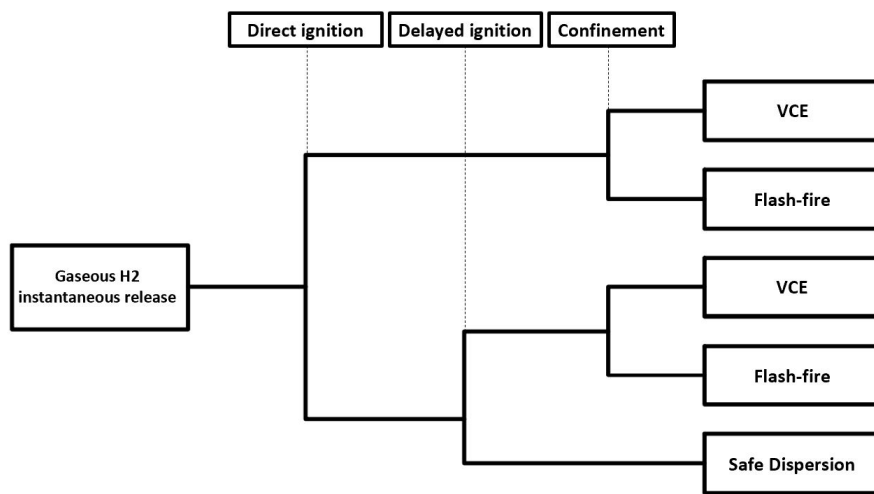 Direct ignition
Delayed ignition
Confinement
VCE
Flash-fire
Gaseous H2
instantaneous release
VCE
Flash-fire
Safe Dispersion